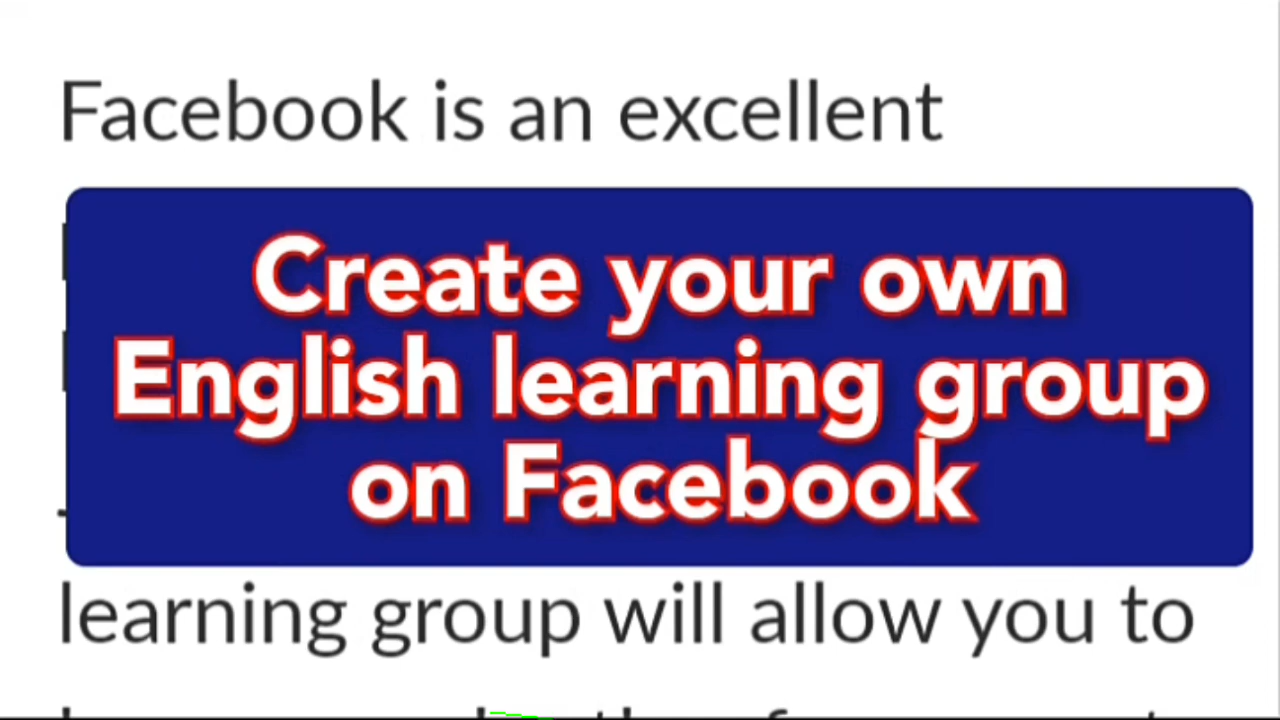 Facebook is an excellent
Create your own
English learning group
on Facebook
learning group will allow you to